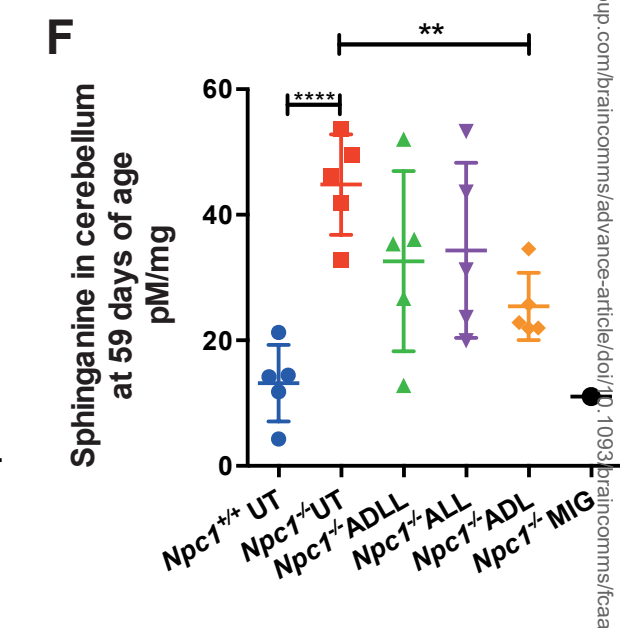 F
**
****
Sphinganine in cerebellum
at 59 days of age
pM/mg
60
40
20
0
Npc1+/+ UT
Npc1-/-UT
Npc1-/-ADLL
Npc1-/-ALL
Npc1-/-ADL
Npc1-/- MIG
oup.com/braincomms/advance-article/doi/10.1093/braincomms/fcaa